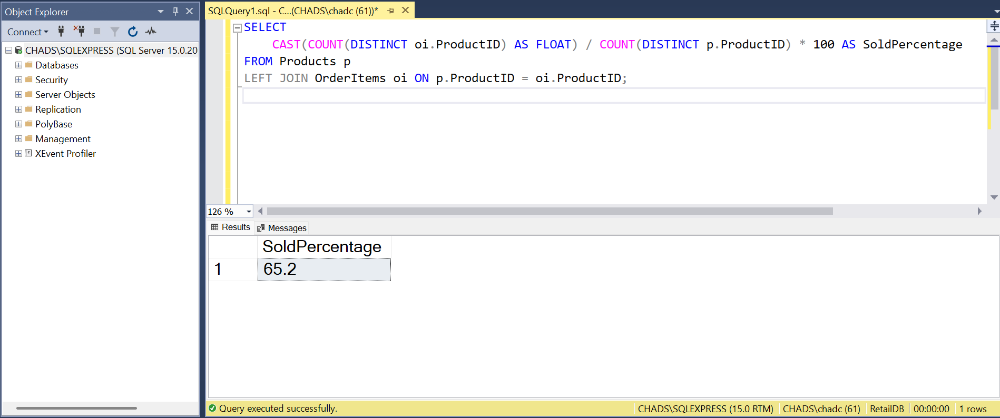 Object Explorer
Connect
CHADS\SQLEXPRESS (SQL Server 15.0.20
Databases
Security
Server Objects
Replication
PolyBase
Management
XEvent Profiler
SQLQuery1.sql - C...(CHADS\chadc (61))*
SELECT
CAST(COUNT(DISTINCT oi.ProductID) AS FLOAT) / COUNT(DISTINCT p.ProductID) * 100 AS SoldPercentage
FROM Products p
LEFT JOIN OrderItems oi ON p.ProductID = oi.ProductID;
126 %
Results Messages
SoldPercentage
1 65.2
Query executed successfully. CHADS\SQLEXPRESS (15.0 RTM) CHADS\chadc (61) RetailDB 00:00:00 1 rows